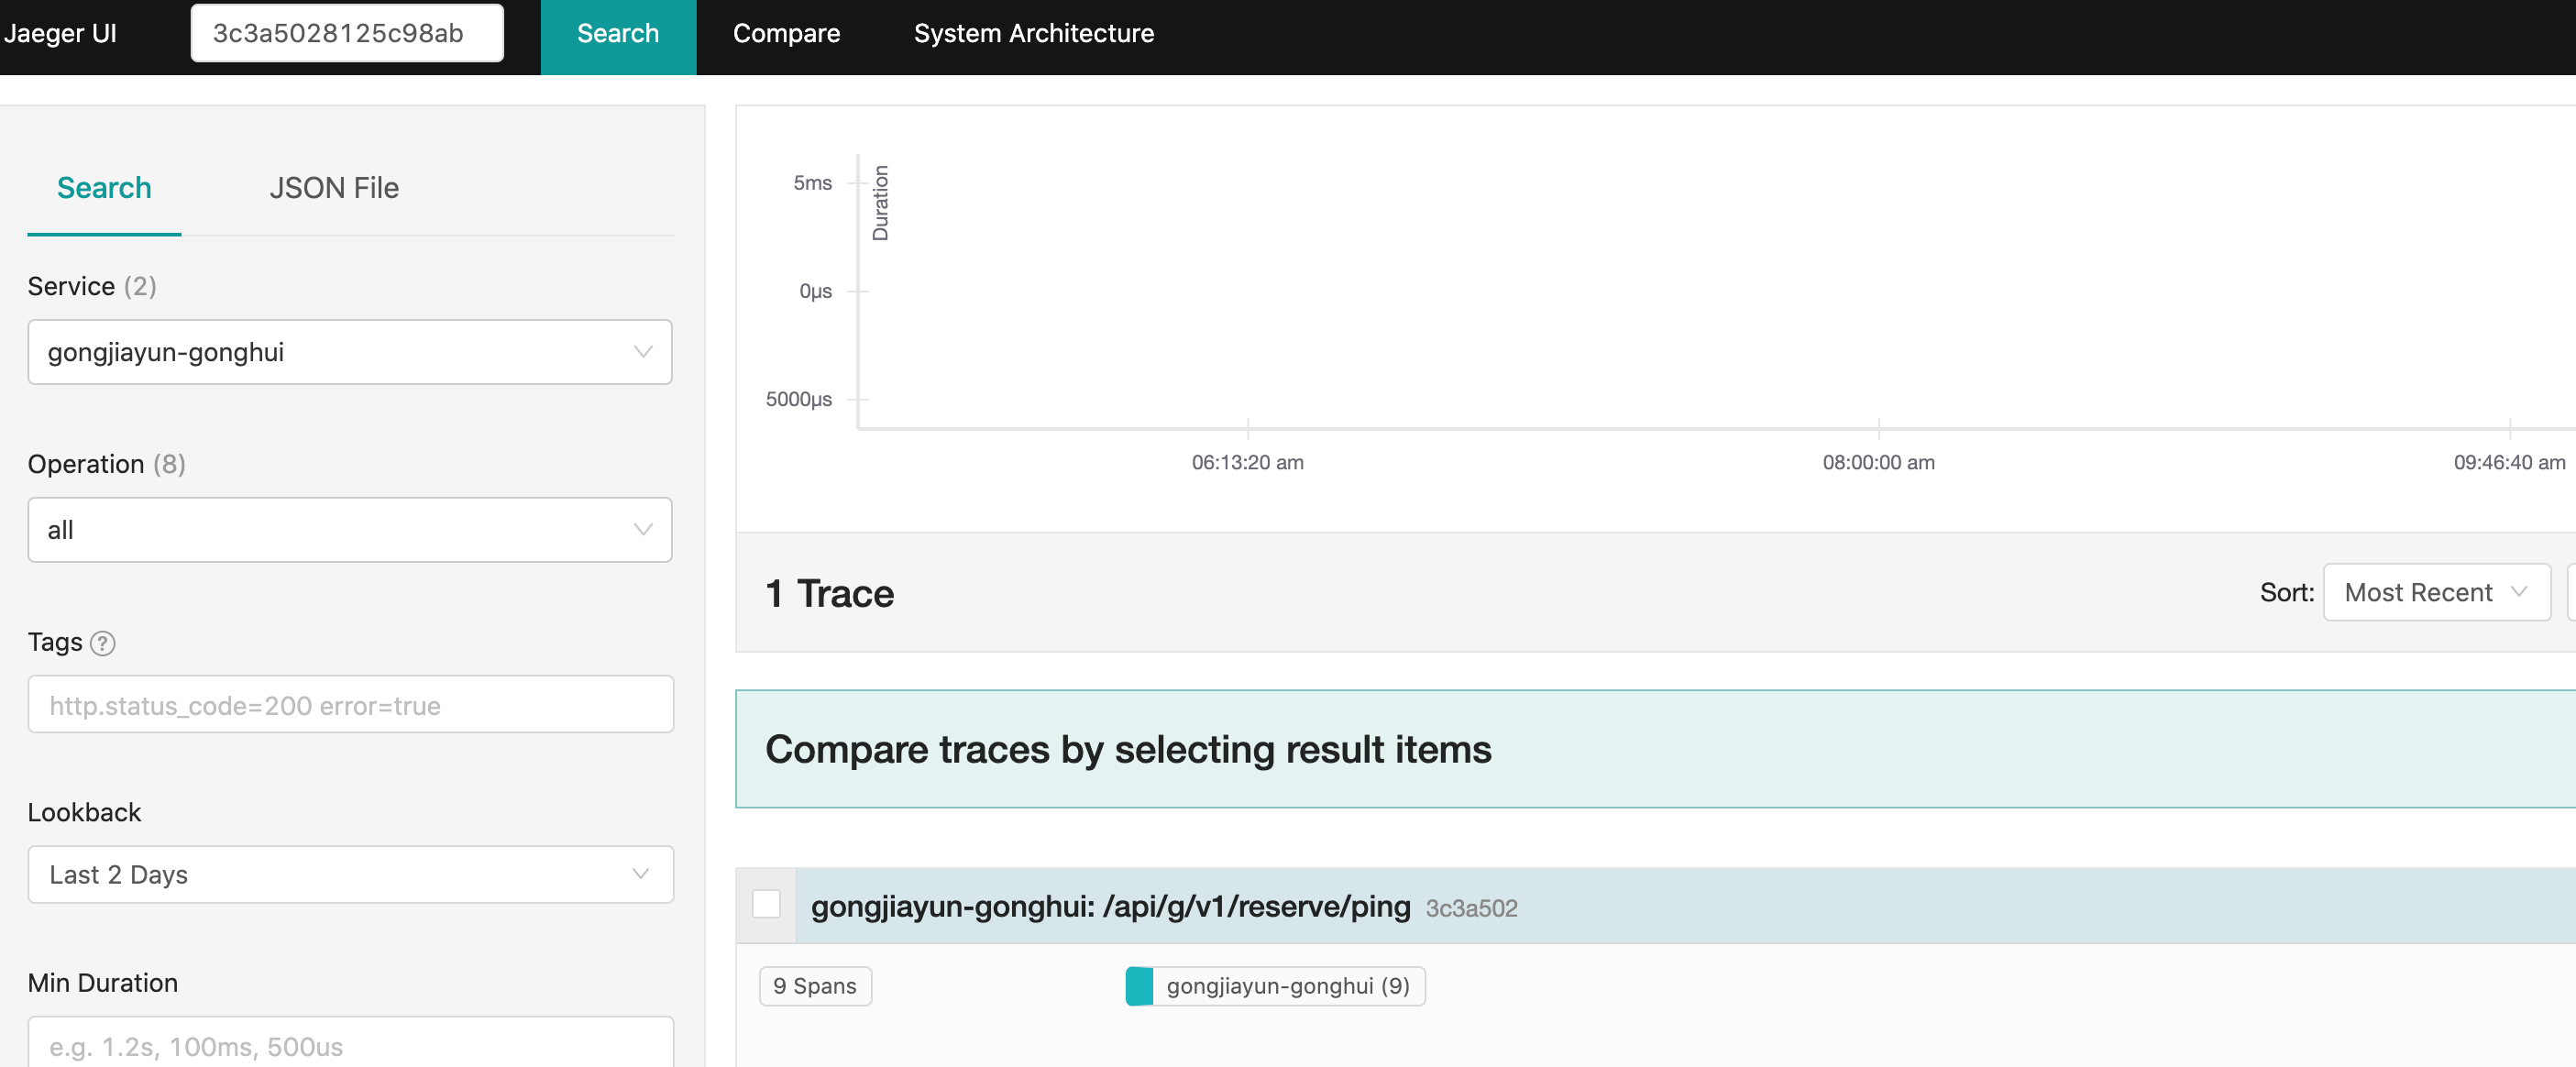 Jaeger UI
3c3a5028125c98ab
Search
Compare
System Architecture
Search
JSON File
Service (2)
gongjiayun-gonghui
Operation (8)
all
Tags ?
http.status_code=200 error=true
Lookback
Last 2 Days
Min Duration
e.g. 1.2s, 100ms, 500us
Duration
5ms
0μs
5000μs
06:13:20 am
08:00:00 am
09:46:40 am
1 Trace
Sort: Most Recent
Compare traces by selecting result items
gongjiayun-gonghui: /api/g/v1/reserve/ping 3c3a502
9 Spans
gongjiayun-gonghui (9)